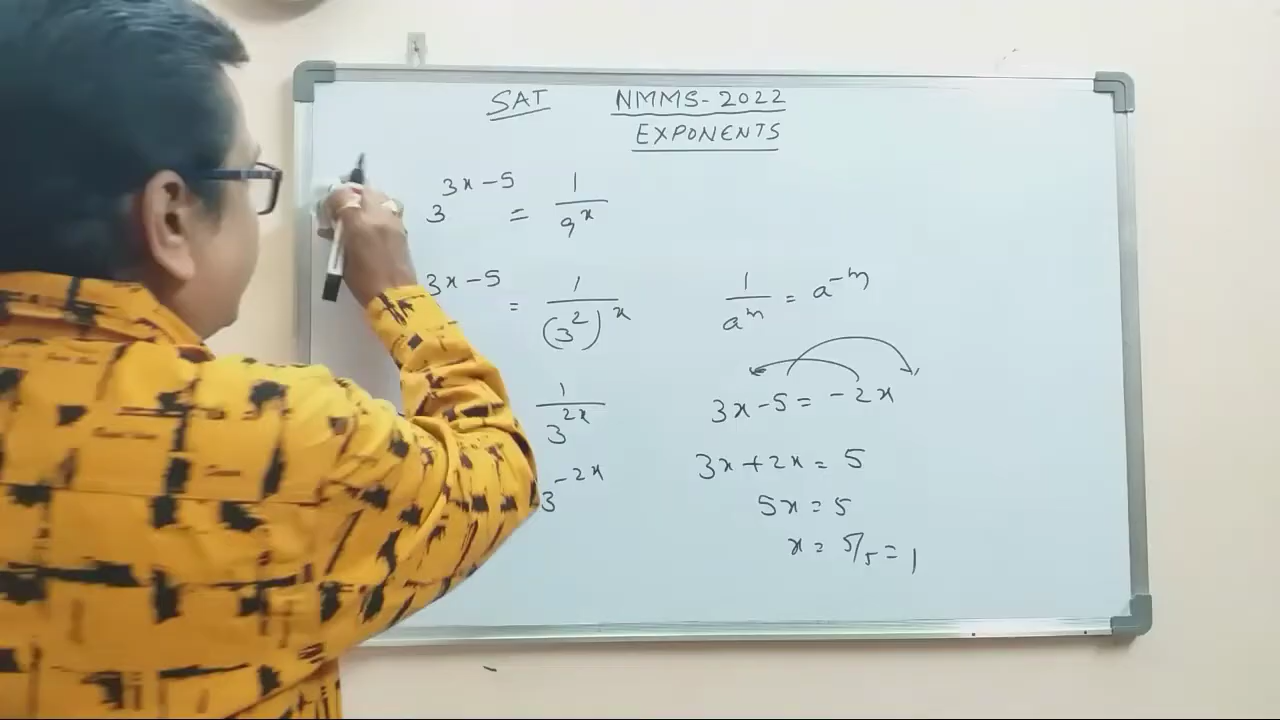 SAT NMMS-2022
EXPONENTS
3^{3x-5} = 1/9^x
3x-5 = 1/(3^2)^x
1/3^{2x}
3^{-2x}
1/a^m = a^{-m}
3x-5 = -2x
3x+2x = 5
5x = 5
x = 5/5 = 1